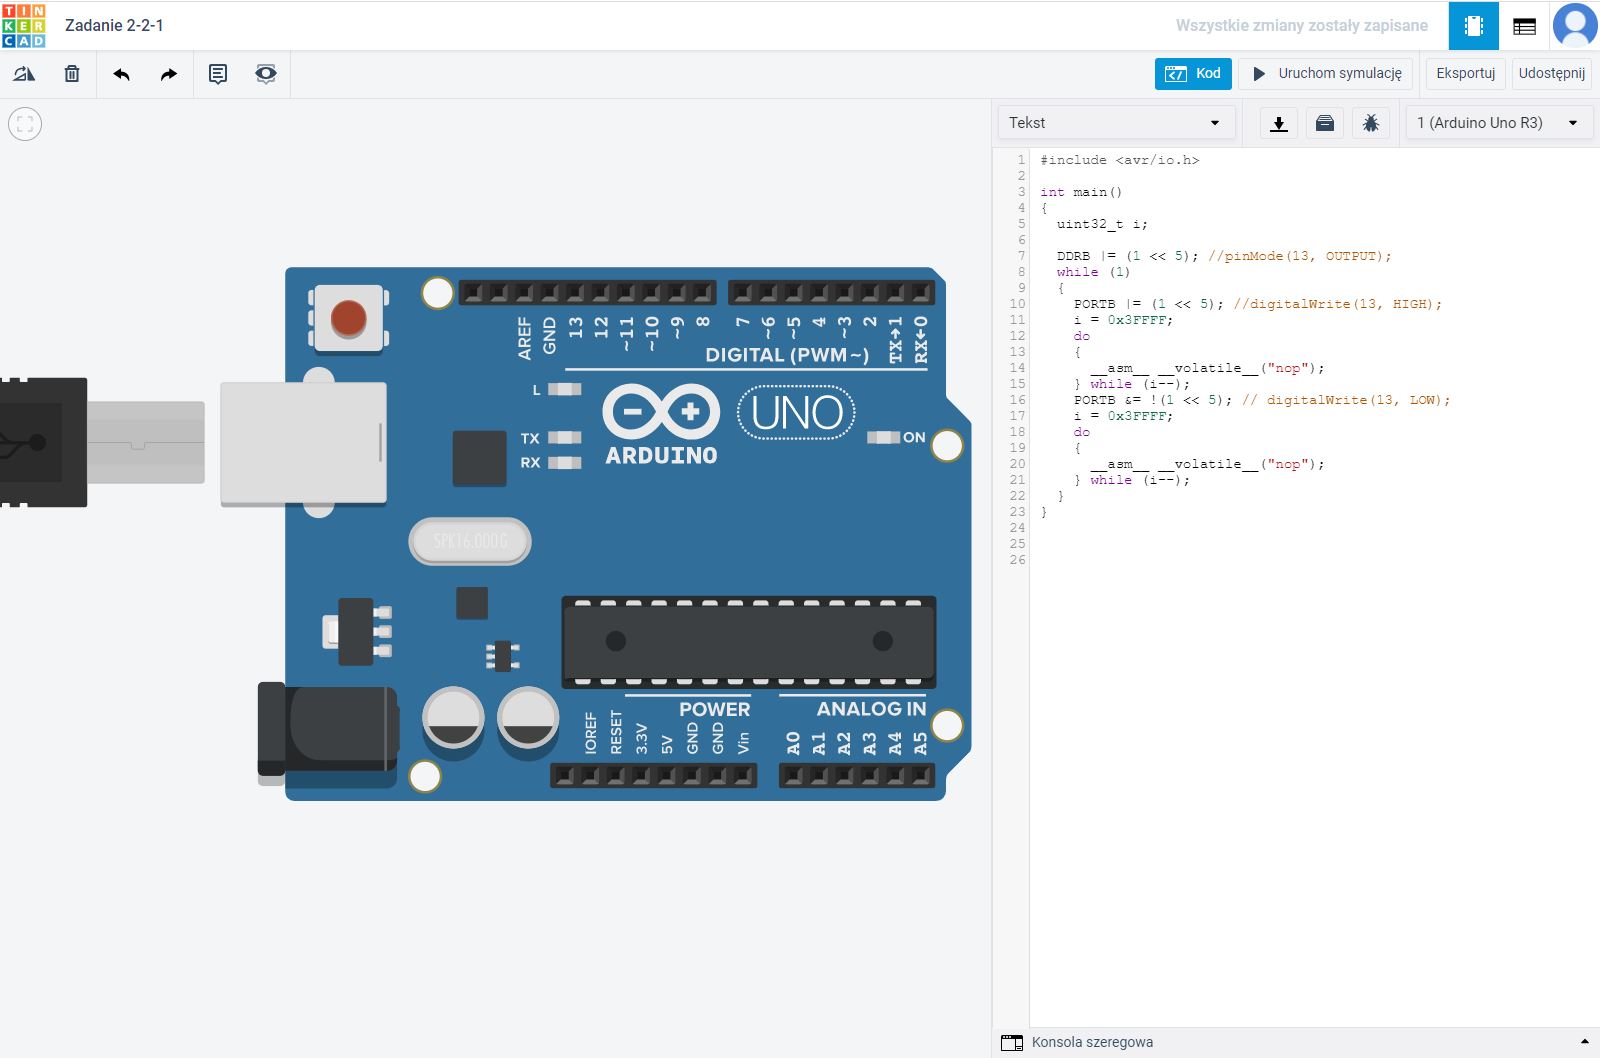 TIN
KER
CAD
Zadanie 2-2-1
Wszystkie zmiany zostały zapisane
Kod
Uruchom symulację
Eksportuj
Udostępnij
Tekst
1 (Arduino Uno R3)
1 #include <avr/io.h>
2
3 int main()
4 {
5 uint32_t i;
6
7 DDRB |= (1 << 5); //pinMode(13, OUTPUT);
8 while (1)
9 {
10 PORTB |= (1 << 5); //digitalWrite(13, HIGH);
11 i = 0x3FFFF;
12 do
13 {
14 __asm__ __volatile__("nop");
15 } while (i--);
16 PORTB &= !(1 << 5); // digitalWrite(13, LOW);
17 i = 0x3FFFF;
18 do
19 {
20 __asm__ __volatile__("nop");
21 } while (i--);
22 }
23 }
24
25
26
AREF
GND
13
12
~11
~10
~9
8
7
~6
~5
4
~3
2
TX→1
RX←0
DIGITAL (PWM~)
L
TX
RX
UNO
ARDUINO
ON
SPK16.000G
POWER
ANALOG IN
IOREF
RESET
3.3V
5V
GND
GND
Vin
A0
A1
A2
A3
A4
A5
Konsola szeregowa